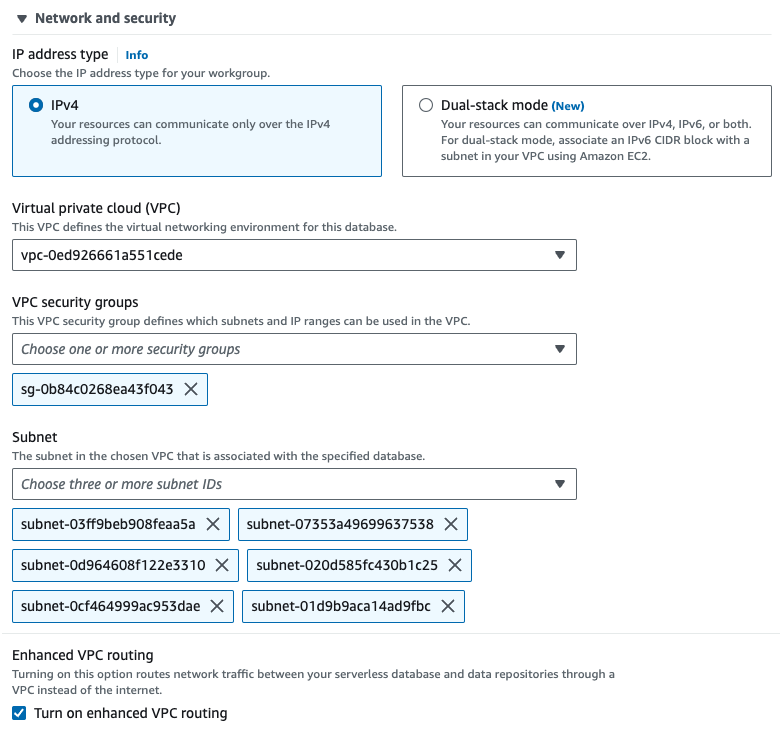 Network and security
IP address type Info
Choose the IP address type for your workgroup.
IPv4
Your resources can communicate only over the IPv4
addressing protocol.
Dual-stack mode (New)
Your resources can communicate over IPv4, IPv6, or both.
For dual-stack mode, associate an IPv6 CIDR block with a
subnet in your VPC using Amazon EC2.
Virtual private cloud (VPC)
This VPC defines the virtual networking environment for this database.
vpc-0ed926661a551cede
VPC security groups
This VPC security group defines which subnets and IP ranges can be used in the VPC.
Choose one or more security groups
sg-0b84c0268ea43f043
Subnet
The subnet in the chosen VPC that is associated with the specified database.
Choose three or more subnet IDs
subnet-03ff9beb908feaa5a subnet-07353a49699637538
subnet-0d964608f122e3310 subnet-020d585fc430b1c25
subnet-0cf464999ac953dae subnet-01d9b9aca14ad9fbc
Enhanced VPC routing
Turning on this option routes network traffic between your serverless database and data repositories through a
VPC instead of the internet.
Turn on enhanced VPC routing